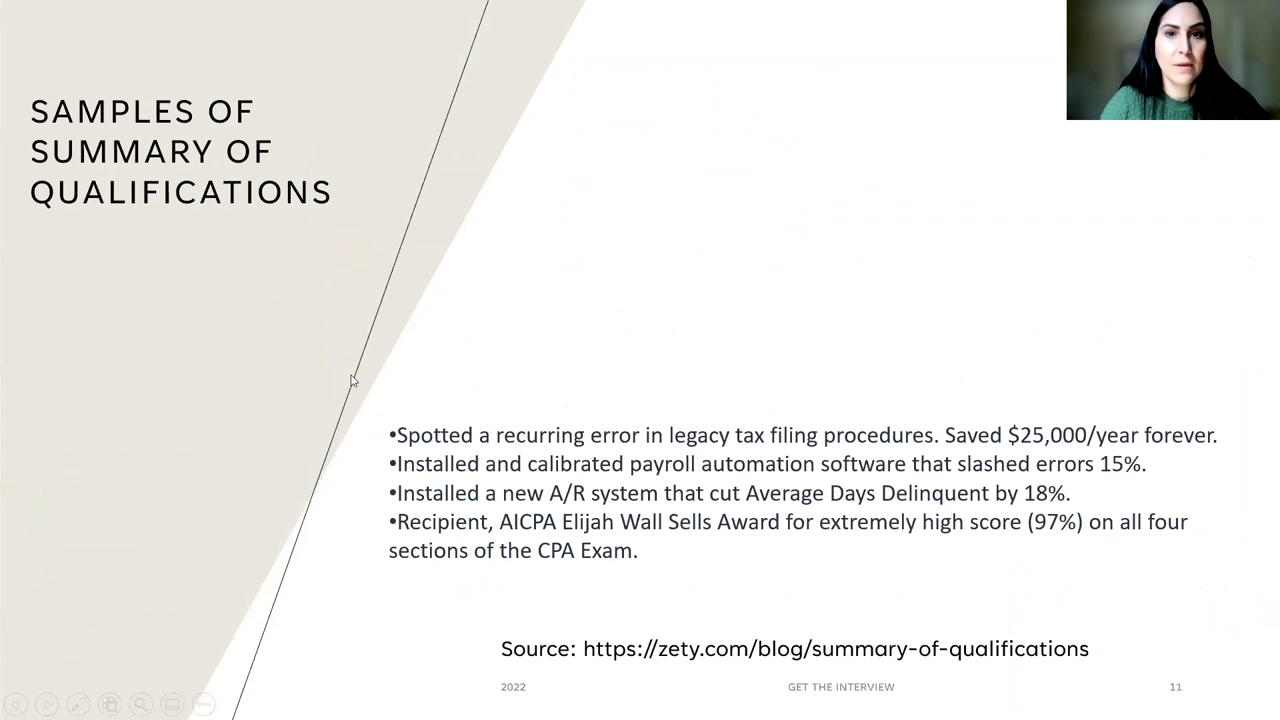 SAMPLES OF
SUMMARY OF
QUALIFICATIONS
•Spotted a recurring error in legacy tax filing procedures. Saved $25,000/year forever.
•Installed and calibrated payroll automation software that slashed errors 15%.
•Installed a new A/R system that cut Average Days Delinquent by 18%.
•Recipient, AICPA Elijah Wall Sells Award for extremely high score (97%) on all four
sections of the CPA Exam.
Source: https://zety.com/blog/summary-of-qualifications
2022 GET THE INTERVIEW 11